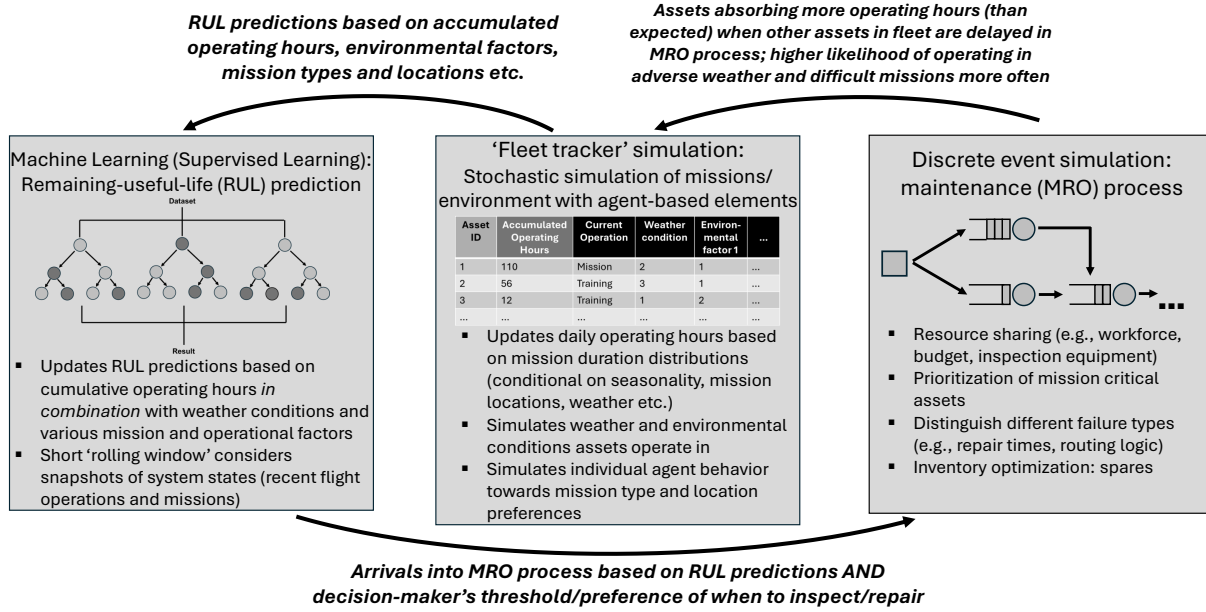 RUL predictions based on accumulated
operating hours, environmental factors,
mission types and locations etc.
Assets absorbing more operating hours (than
expected) when other assets in fleet are delayed in
MRO process; higher likelihood of operating in
adverse weather and difficult missions more often
Machine Learning (Supervised Learning):
Remaining-useful-life (RUL) prediction
Dataset
Result
▪ Updates RUL predictions based on
cumulative operating hours in
combination with weather conditions and
various mission and operational factors
▪ Short ‘rolling window’ considers
snapshots of system states (recent flight
operations and missions)
‘Fleet tracker’ simulation:
Stochastic simulation of missions/
environment with agent-based elements
Asset ID Accumulated Operating Hours Current Operation Weather condition Environ-mental factor 1 ...
1 110 Mission 2 1 ...
2 56 Training 3 1 ...
3 12 Training 1 2 ...
... ... ... ... ... ...
▪ Updates daily operating hours based
on mission duration distributions
(conditional on seasonality, mission
locations, weather etc.)
▪ Simulates weather and environmental
conditions assets operate in
▪ Simulates individual agent behavior
towards mission type and location
preferences
Discrete event simulation:
maintenance (MRO) process
...
▪ Resource sharing (e.g., workforce,
budget, inspection equipment)
▪ Prioritization of mission critical
assets
▪ Distinguish different failure types
(e.g., repair times, routing logic)
▪ Inventory optimization: spares
Arrivals into MRO process based on RUL predictions AND
decision-maker’s threshold/preference of when to inspect/repair